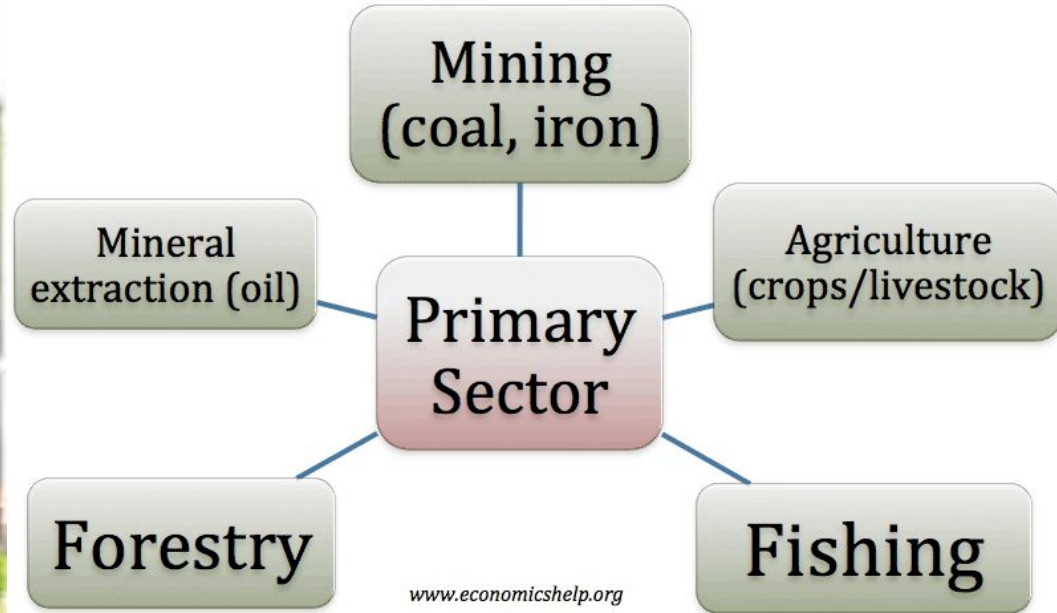 Mining
(coal, iron)
Mineral
extraction (oil)
Agriculture
(crops/livestock)
Primary
Sector
Forestry
Fishing
www.economicshelp.org